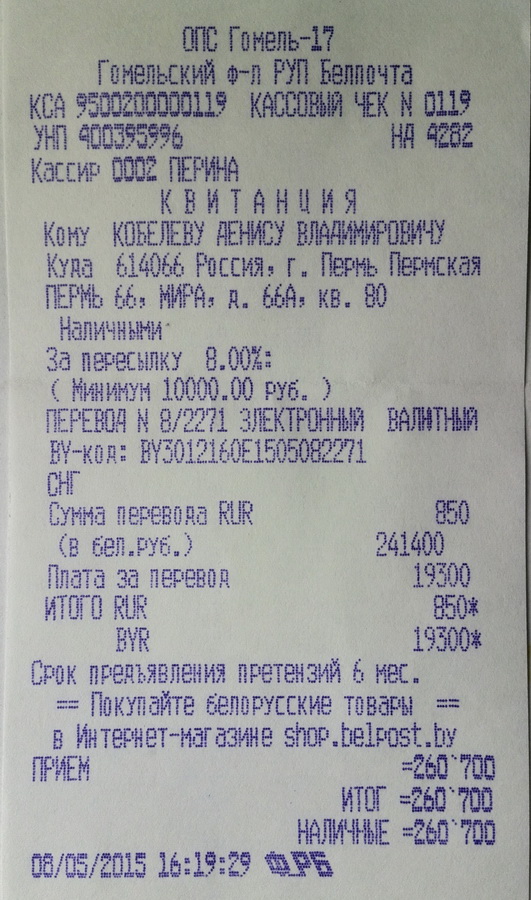 ОПС Гомель-17
Гомельский ф-л РУП Белпочта
КСА 9500200000119 КАССОВЫЙ ЧЕК N 0119
УНП 400395996 НД 4282
Кассир 0002 ПЕРИНА
К В И Т А Н Ц И Я
Кому КОБЕЛЕВУ ДЕНИСУ ВЛАДИМИРОВИЧУ
Куда 614066 Россия, г. Пермь Пермская
ПЕРМЬ 66, МИРА, д. 66А, кв. 80
Наличными
За пересылку 8.00%:
( Минимум 10000.00 руб. )
ПЕРЕВОД N 8/2271 ЭЛЕКТРОННЫЙ ВАЛЮТНЫЙ
BY-код: BY3012160E1505082271
СНГ
Сумма перевода RUR 850
(в бел.руб.) 241400
Плата за перевод 19300
ИТОГО RUR 850*
BYR 19300*
Срок предъявления претензий 6 мес.
== Покупайте белорусские товары ==
в Интернет-магазине shop.belpost.by
ПРИЕМ =260`700
ИТОГ =260`700
НАЛИЧНЫЕ =260`700
08/05/2015 16:19:29 ФРБ